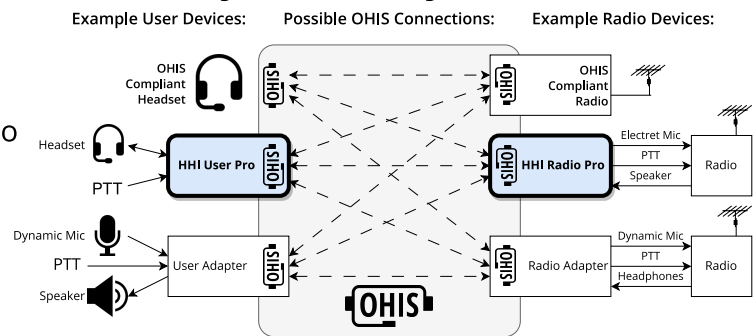 Example User Devices:
Possible OHIS Connections:
Example Radio Devices:
OHIS
Compliant
Headset
OHIS
OHIS
OHIS
Compliant
Radio
o
Headset
PTT
HHI User Pro
OHIS
OHIS
HHI Radio Pro
Electret Mic
PTT
Speaker
Radio
Dynamic Mic
PTT
Speaker
User Adapter
OHIS
OHIS
Radio Adapter
Dynamic Mic
PTT
Headphones
Radio
OHIS